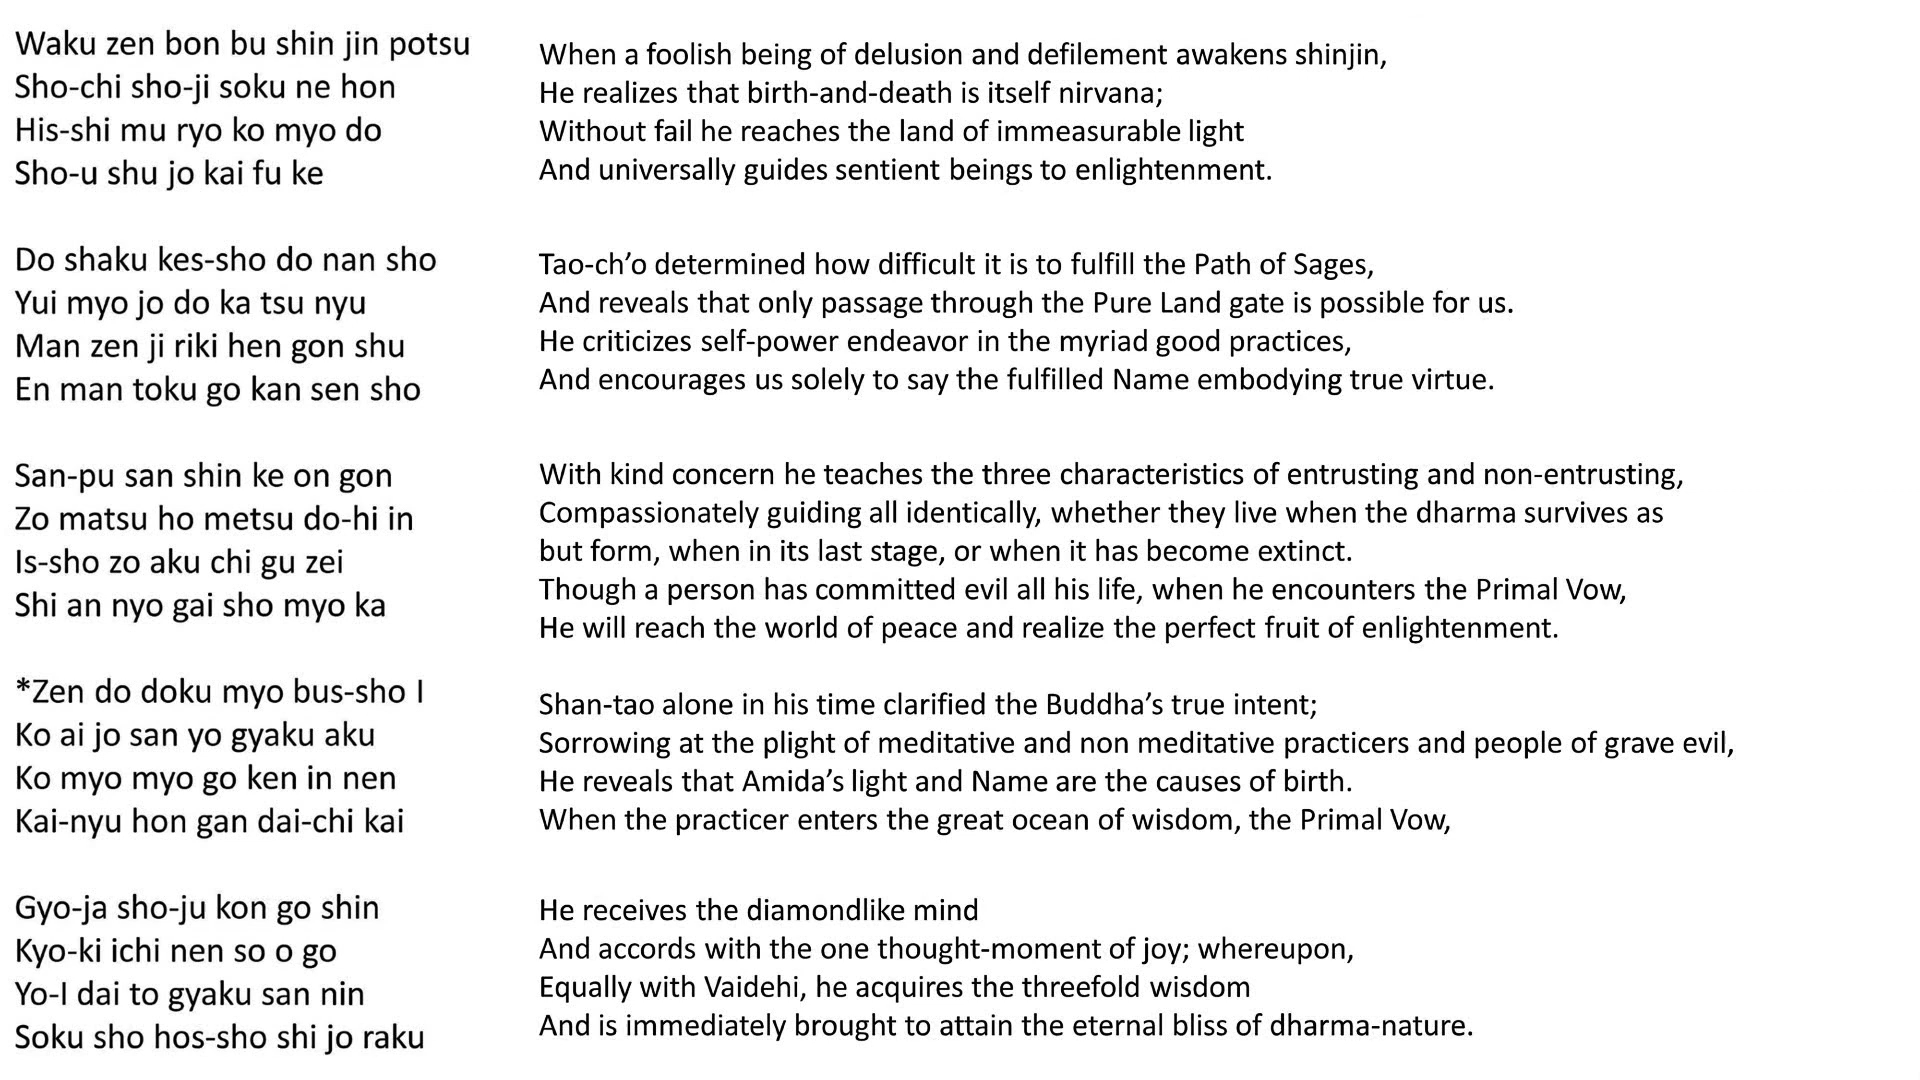 Waku zen bon bu shin jin potsu
Sho-chi sho-ji soku ne hon
His-shi mu ryo ko myo do
Sho-u shu jo kai fu ke
When a foolish being of delusion and defilement awakens shinjin,
He realizes that birth-and-death is itself nirvana;
Without fail he reaches the land of immeasurable light
And universally guides sentient beings to enlightenment.
Do shaku kes-sho do nan sho
Yui myo jo do ka tsu nyu
Man zen ji riki hen gon shu
En man toku go kan sen sho
Tao-ch’o determined how difficult it is to fulfill the Path of Sages,
And reveals that only passage through the Pure Land gate is possible for us.
He criticizes self-power endeavor in the myriad good practices,
And encourages us solely to say the fulfilled Name embodying true virtue.
San-pu san shin ke on gon
Zo matsu ho metsu do-hi in
Is-sho zo aku chi gu zei
Shi an nyo gai sho myo ka
With kind concern he teaches the three characteristics of entrusting and non-entrusting,
Compassionately guiding all identically, whether they live when the dharma survives as
but form, when in its last stage, or when it has become extinct.
Though a person has committed evil all his life, when he encounters the Primal Vow,
He will reach the world of peace and realize the perfect fruit of enlightenment.
*Zen do doku myo bus-sho I
Ko ai jo san yo gyaku aku
Ko myo myo go ken in nen
Kai-nyu hon gan dai-chi kai
Shan-tao alone in his time clarified the Buddha’s true intent;
Sorrowing at the plight of meditative and non meditative practicers and people of grave evil,
He reveals that Amida’s light and Name are the causes of birth.
When the practicer enters the great ocean of wisdom, the Primal Vow,
Gyo-ja sho-ju kon go shin
Kyo-ki ichi nen so o go
Yo-I dai to gyaku san nin
Soku sho hos-sho shi jo raku
He receives the diamondlike mind
And accords with the one thought-moment of joy; whereupon,
Equally with Vaidehi, he acquires the threefold wisdom
And is immediately brought to attain the eternal bliss of dharma-nature.